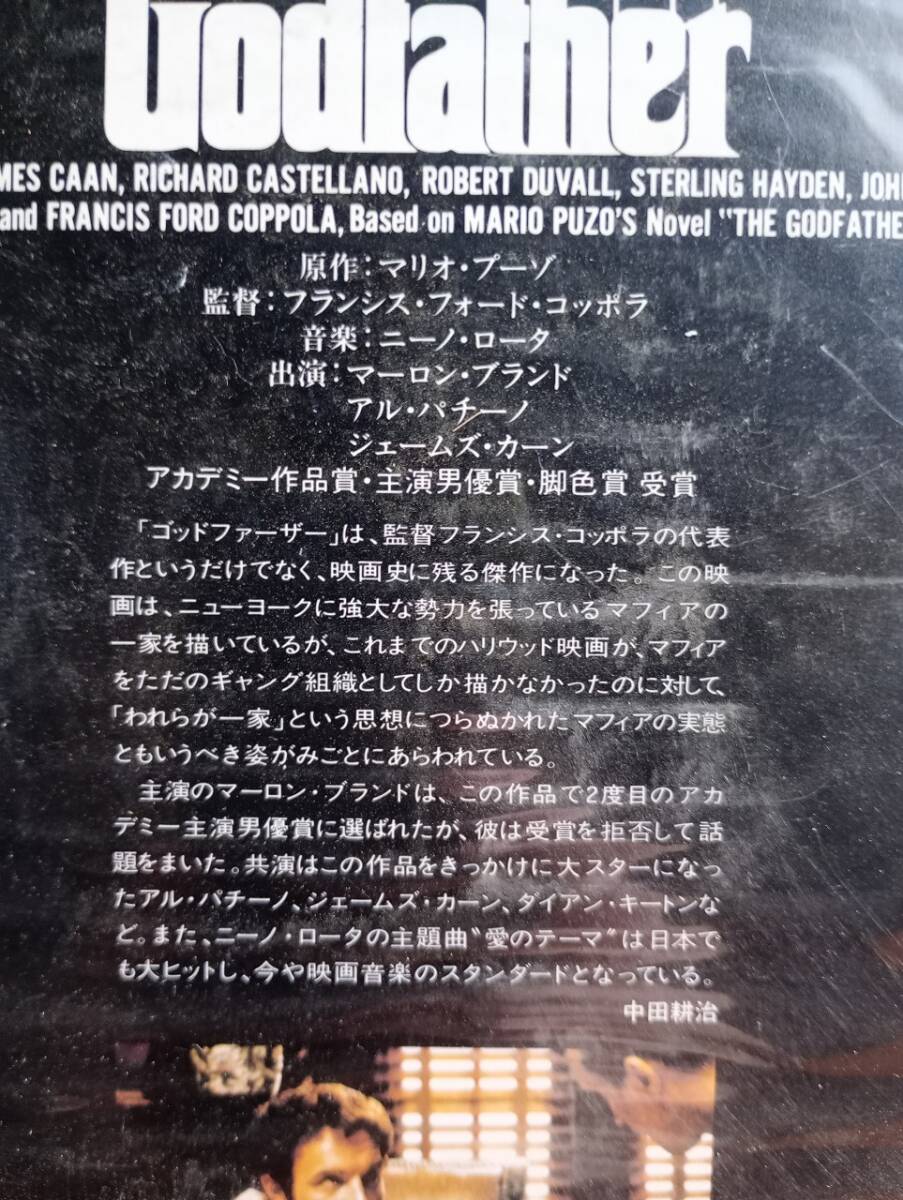 Godfather
MES CAAN, RICHARD CASTELLANO, ROBERT DUVALL, STERLING HAYDEN, JOH
and FRANCIS FORD COPPOLA, Based on MARIO PUZO'S Novel "THE GODFATHE
原作:マリオ・プーゾ
監督:フランシス・フォード・コッポラ
音楽:ニーノ・ロータ
出演:マーロン・ブランド
アル・パチーノ
ジェームズ・カーン
アカデミー作品賞・主演男優賞・脚色賞 受賞
「ゴッドファーザー」は、監督フランシス・コッポラの代表
作というだけでなく、映画史に残る傑作になった。この映
画は、ニューヨークに強大な勢力を張っているマフィアの
一家を描いているが、これまでのハリウッド映画が、マフィア
をただのギャング組織としてしか描かなかったのに対して、
「われらが一家」という思想につらぬかれたマフィアの実態
ともいうべき姿がみごとにあらわれている。
主演のマーロン・ブランドは、この作品で2度目のアカ
デミー主演男優賞に選ばれたが、彼は受賞を拒否して話
題をまいた。共演はこの作品をきっかけに大スターになっ
たアル・パチーノ、ジェームズ・カーン、ダイアン・キートンな
ど。また、ニーノ・ロータの主題曲“愛のテーマ”は日本で
も大ヒットし、今や映画音楽のスタンダードとなっている。
中田耕治